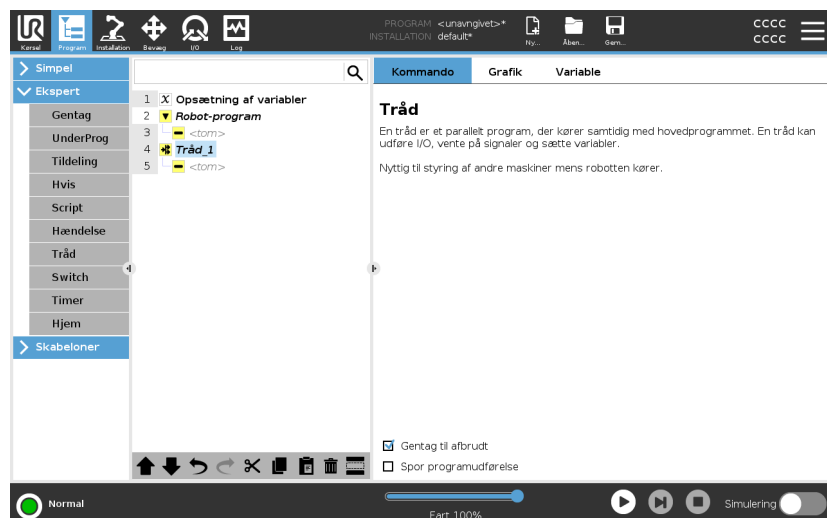 PROGRAM <unavngivet>*
INSTALLATION default*
CCCC
CCCC
Kørsel Program Installation Bevæg I/O Log Ny... Åben... Gem...
Simpel
Ekspert
Gentag
UnderProg
Tildeling
Hvis
Script
Hændelse
Tråd
Switch
Timer
Hjem
Skabeloner
1 X Opsætning af variabler
2 Robot-program
3 <tom>
4 Tråd_1
5 <tom>
Kommando Grafik Variable
Tråd
En tråd er et parallelt program, der kører samtidig med hovedprogrammet. En tråd kan
udføre I/O, vente på signaler og sætte variabler.
Nyttig til styring af andre maskiner mens robotten kører.
Gentag til afbrudt
Spor programudførelse
Normal
Fart 100%
Simulering